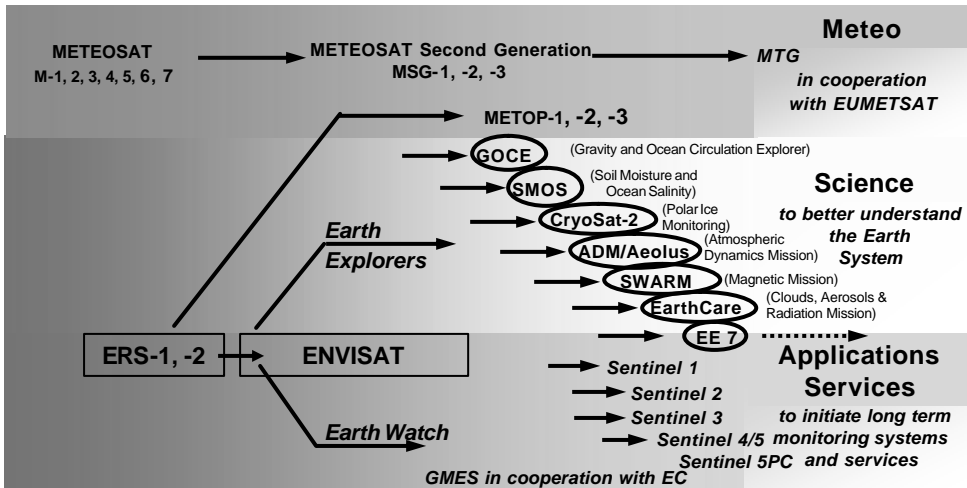 Meteo
METEOSAT
M-1, 2, 3, 4, 5, 6, 7
METEOSAT Second Generation
MSG-1, -2, -3
MTG
in cooperation
with EUMETSAT
METOP-1, -2, -3
GOCE
(Gravity and Ocean Circulation Explorer)
SMOS
(Soil Moisture and
Ocean Salinity)
CryoSat-2
(Polar Ice
Monitoring)
ADM/Aeolus
(Atmospheric
Dynamics Mission)
SWARM
(Magnetic Mission)
EarthCare
(Clouds, Aerosols &
Radiation Mission)
EE 7
Science
to better understand
the Earth
System
Earth
Explorers
ERS-1, -2
ENVISAT
Earth Watch
Applications
Services
to initiate long term
monitoring systems
and services
Sentinel 1
Sentinel 2
Sentinel 3
Sentinel 4/5
Sentinel 5PC
GMES in cooperation with EC